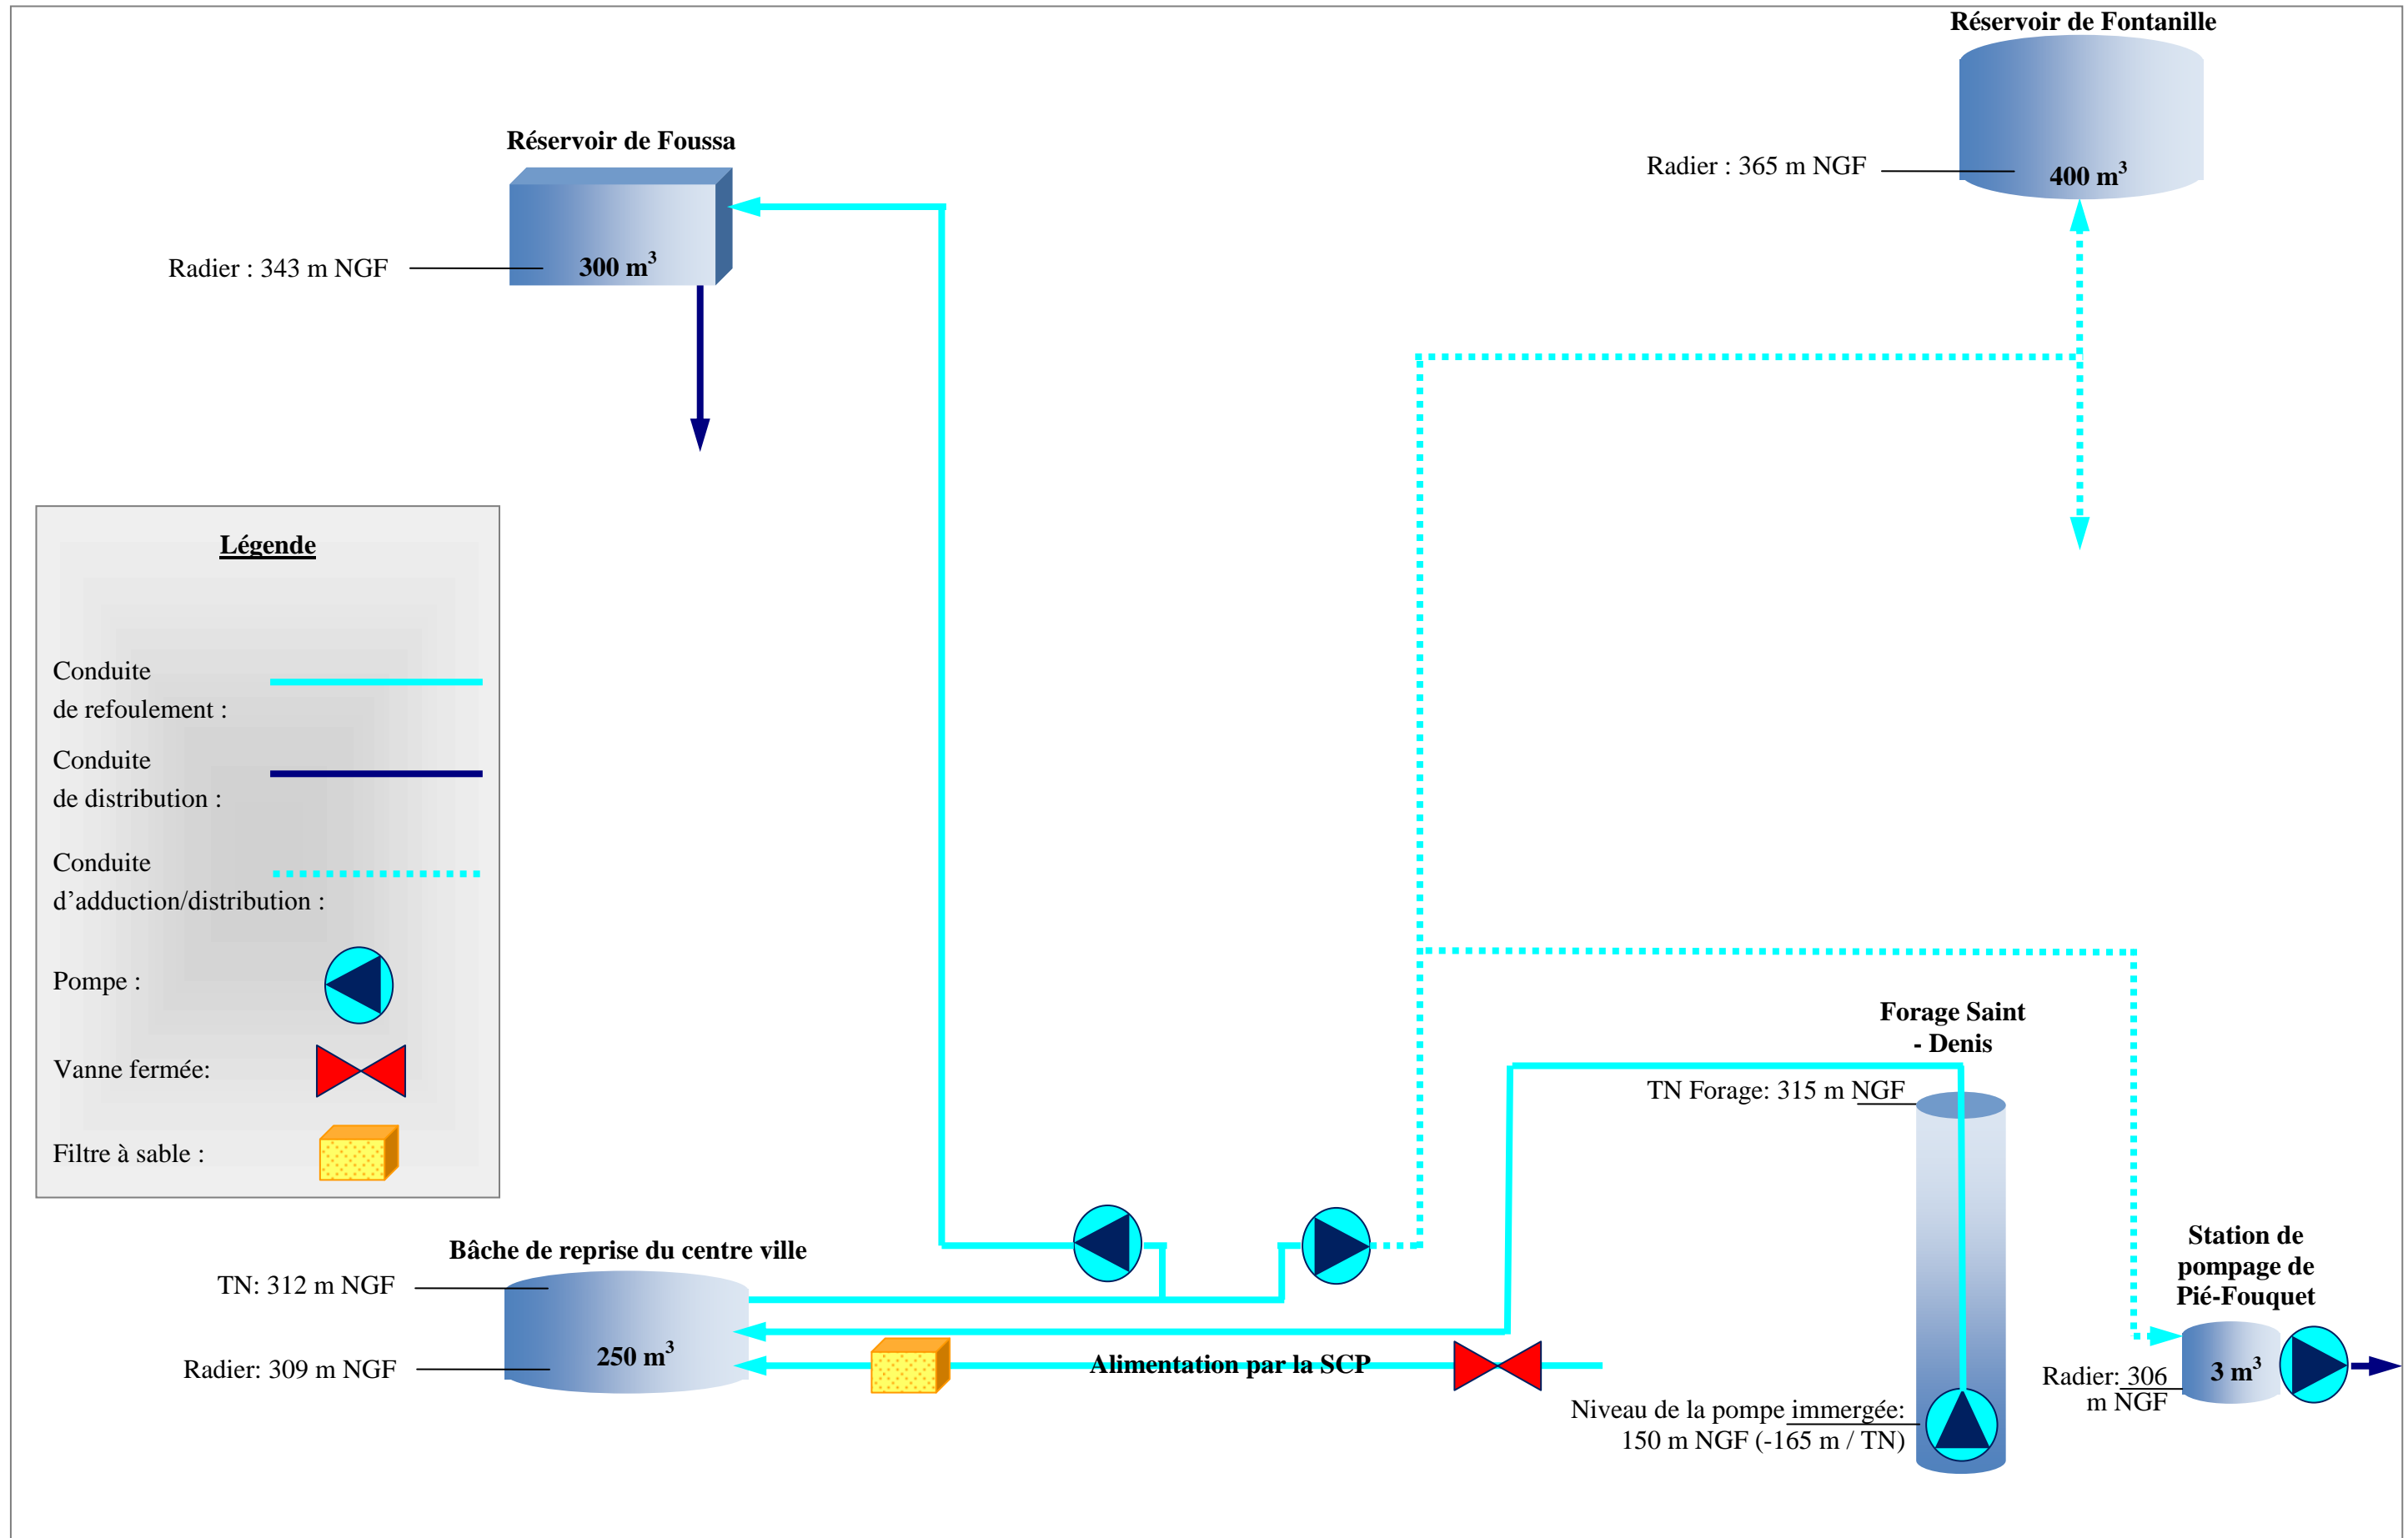 Réservoir de Fontanille
Radier : 365 m NGF
400 m³
Réservoir de Foussa
Radier : 343 m NGF
300 m³
Légende
Conduite
de refoulement :
Conduite
de distribution :
Conduite
d’adduction/distribution :
Pompe :
Vanne fermée:
Filtre à sable :
Forage Saint
- Denis
TN Forage: 315 m NGF
Niveau de la pompe immergée:
150 m NGF (-165 m / TN)
Bâche de reprise du centre ville
TN: 312 m NGF
Radier: 309 m NGF
250 m³
Alimentation par la SCP
Station de
pompage de
Pié-Fouquet
Radier: 306
m NGF
3 m³